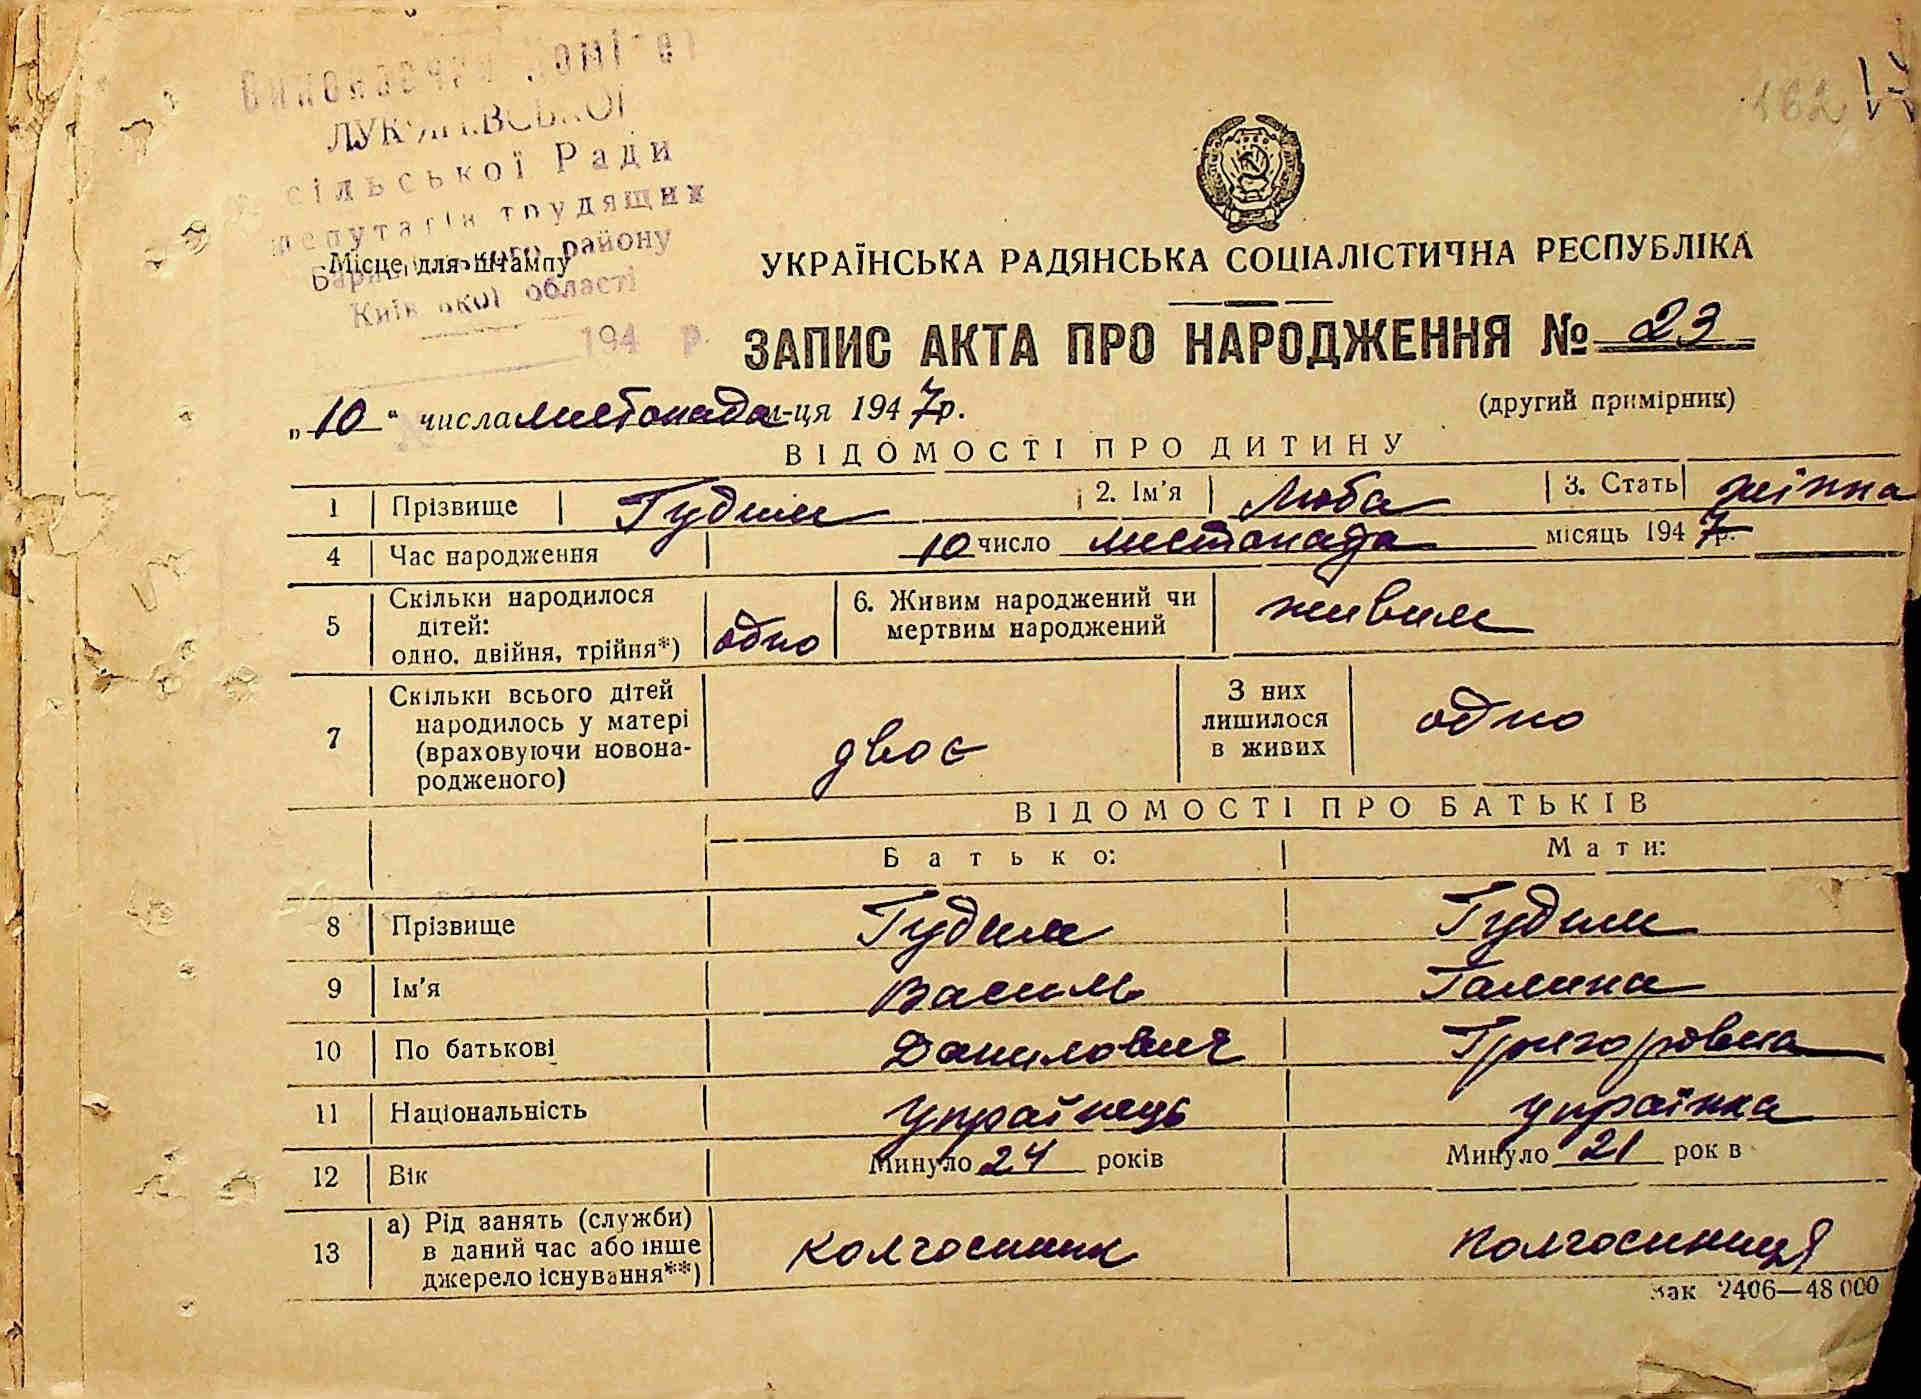 Виконавчий Комітет
ЛУК'ЯНІВСЬКОЇ
сільської Ради
депутатів трудящих
району
Місце для штампу
Київської області
194 р.
162
УКРАЇНСЬКА РАДЯНСЬКА СОЦІАЛІСТИЧНА РЕСПУБЛІКА
ЗАПИС АКТА ПРО НАРОДЖЕННЯ № 23
(другий примірник)
„10“ числа листопада м-ця 1947 р.
ВІДОМОСТІ ПРО ДИТИНУ
1 Прізвище Гудим 2. Ім'я Люба 3. Стать жінка
4 Час народження 10 число листопада місяць 1947 р.
5 Скільки народилося дітей: одно, двійня, трійня*) одно 6. Живим народжений чи мертвим народжений живим
7 Скільки всього дітей народилось у матері (враховуючи новонародженого) двоє З них лишилося в живих одно
ВІДОМОСТІ ПРО БАТЬКІВ
Батько: Мати:
8 Прізвище Гудим Гудим
9 Ім'я Василь Галина
10 По батькові Данилович Григорівна
11 Національність українець українка
12 Вік Минуло 24 років Минуло 21 рок в
13 а) Рід занять (служби) в даний час або інше джерело існування**) колгоспник колгоспниця
Зак 2406—48 000